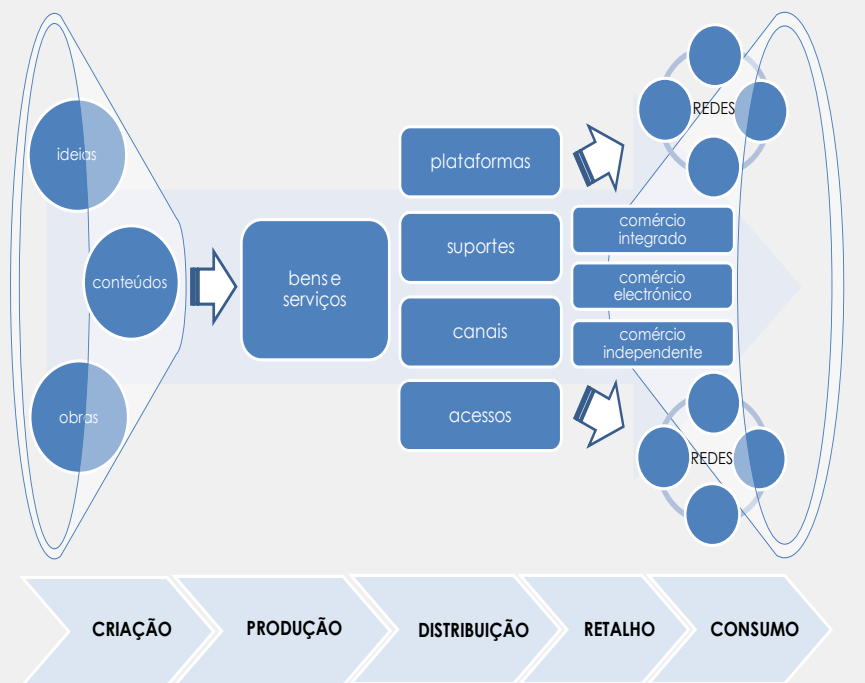 ideias
conteúdos
obras
bens e
serviços
plataformas
suportes
canais
acessos
REDES
comércio
integrado
comércio
electrónico
comércio
independente
REDES
CRIAÇÃO
PRODUÇÃO
DISTRIBUIÇÃO
RETALHO
CONSUMO